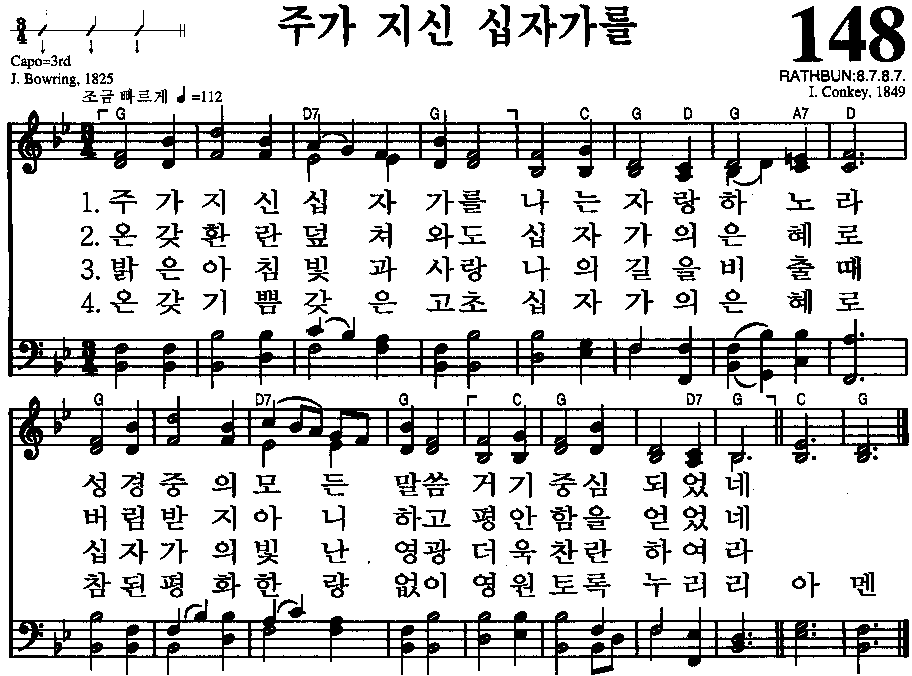 주가 지신 십자가를
148
3/4
Capo=3rd
J. Bowring, 1825
RATHBUN:8.7.8.7.
I. Conkey, 1849
조금 빠르게 ♩=112
G D7 G C G D G A7 D
1. 주 가 지 신 십 자 가를 나 는 자 랑 하 노 라
2. 온 갖 환 란 덮 쳐 와도 십 자 가 의 은 혜 로
3. 밝 은 아 침 빛 과 사랑 나 의 길 을 비 출 때
4. 온 갖 기 쁨 갖 은 고초 십 자 가 의 은 혜 로
G D7 G C G D7 G C G
성 경 중 의 모 든 말씀 거 기 중심 되 었 네
버 림 받 지 아 니 하고 평 안 함을 얻 었 네
십 자 가 의 빛 난 영광 더 욱 찬란 하 여 라
참 된 평 화 한 량 없이 영 원 토록 누 리 리 아 멘